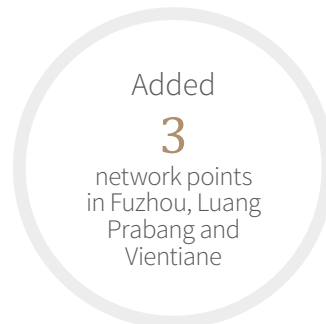 Added
3
network points
in Fuzhou, Luang
Prabang and
Vientiane